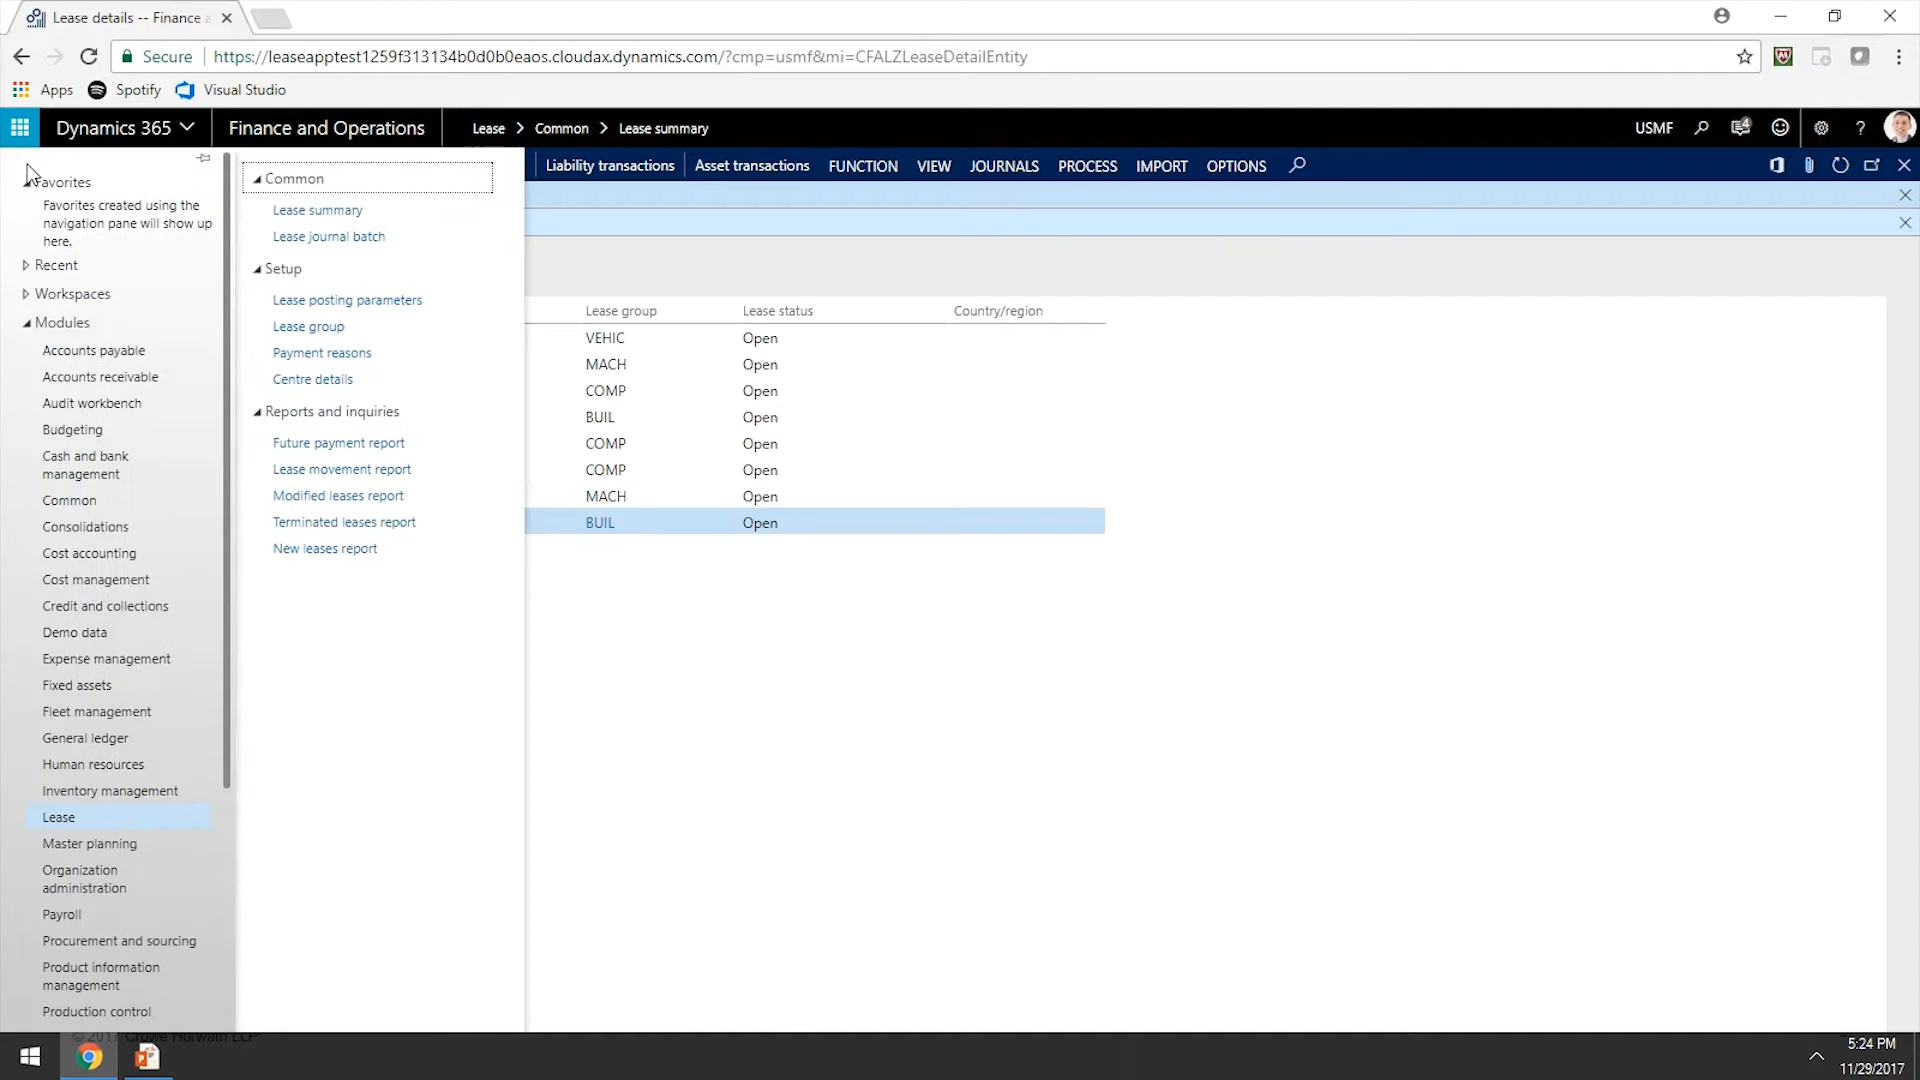 Lease details -- Finance a
Secure
https://leaseapptest1259f313134b0d0b0eaos.cloudax.dynamics.com/?cmp=usmf&mi=CFALZLeaseDetailEntity
Apps
Spotify
Visual Studio
Dynamics 365
Finance and Operations
Lease > Common > Lease summary
USMF
4
?
Liability transactions
Asset transactions
FUNCTION
VIEW
JOURNALS
PROCESS
IMPORT
OPTIONS
Favorites
Favorites created using the
navigation pane will show up
here.
Recent
Workspaces
Modules
Accounts payable
Accounts receivable
Audit workbench
Budgeting
Cash and bank
management
Common
Consolidations
Cost accounting
Cost management
Credit and collections
Demo data
Expense management
Fixed assets
Fleet management
General ledger
Human resources
Inventory management
Lease
Master planning
Organization
administration
Payroll
Procurement and sourcing
Product information
management
Production control
Common
Lease summary
Lease journal batch
Setup
Lease posting parameters
Lease group
Payment reasons
Centre details
Reports and inquiries
Future payment report
Lease movement report
Modified leases report
Terminated leases report
New leases report
Lease group Lease status Country/region
VEHIC Open
MACH Open
COMP Open
BUIL Open
COMP Open
COMP Open
MACH Open
BUIL Open
© 2017 Crowe Horwath LLP
5:24 PM
11/29/2017